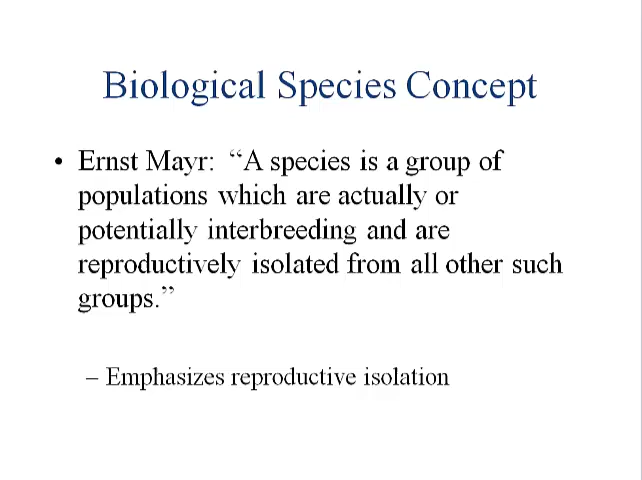 Biological Species Concept
• Ernst Mayr: “A species is a group of
populations which are actually or
potentially interbreeding and are
reproductively isolated from all other such
groups.”
– Emphasizes reproductive isolation